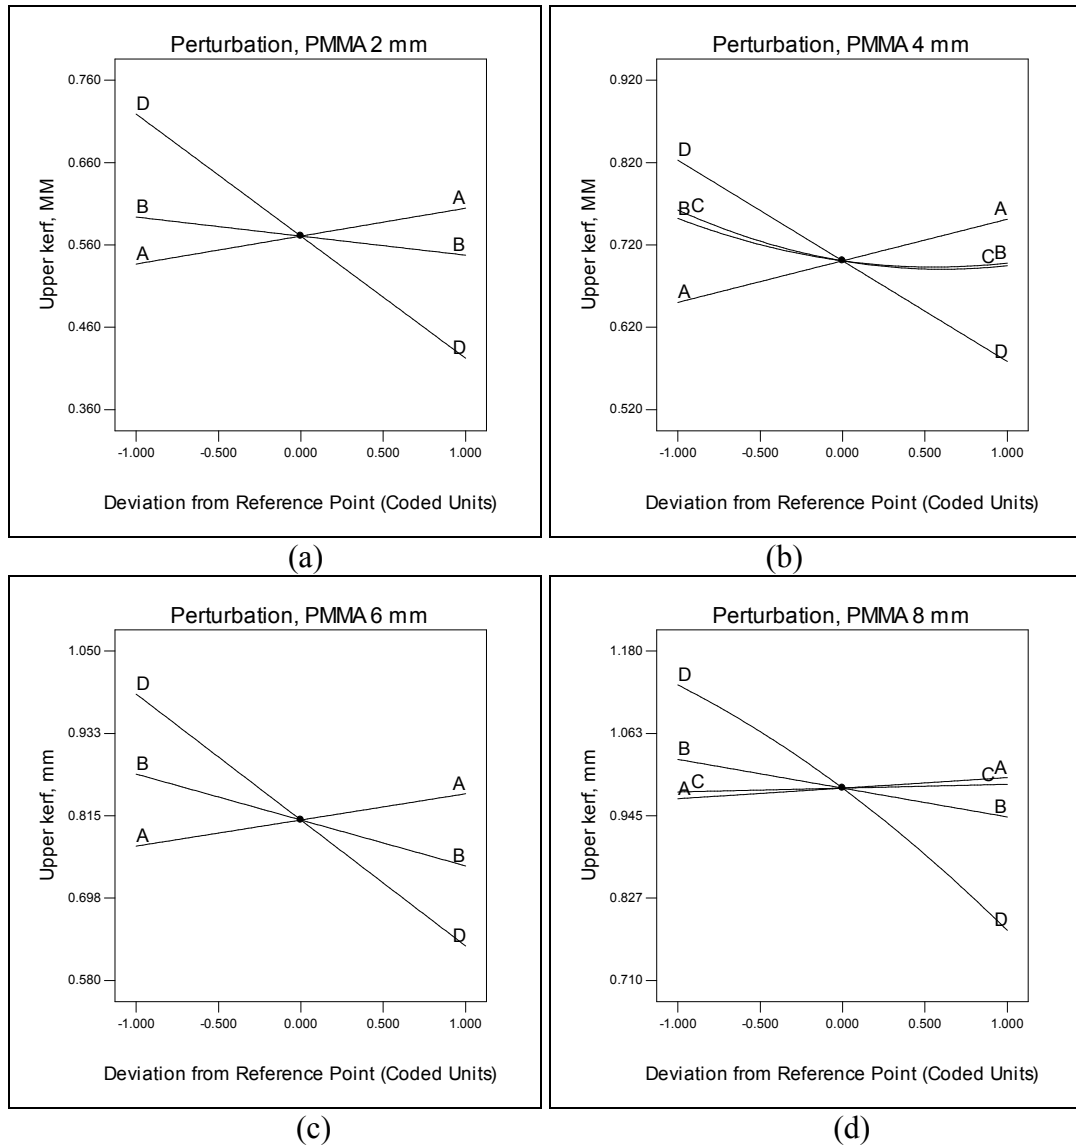 Perturbation, PMMA 2 mm
0.760
0.660
0.560
0.460
0.360
Upper kerf, MM
D
B
A
A
B
D
-1.000 -0.500 0.000 0.500 1.000
Deviation from Reference Point (Coded Units)
(a)
Perturbation, PMMA 4 mm
0.920
0.820
0.720
0.620
0.520
Upper kerf, MM
D
B C
A
A
C B
D
-1.000 -0.500 0.000 0.500 1.000
Deviation from Reference Point (Coded Units)
(b)
Perturbation, PMMA 6 mm
1.050
0.933
0.815
0.698
0.580
Upper kerf, mm
D
B
A
A
B
D
-1.000 -0.500 0.000 0.500 1.000
Deviation from Reference Point (Coded Units)
(c)
Perturbation, PMMA 8 mm
1.180
1.063
0.945
0.827
0.710
Upper kerf, mm
D
B
A C
C A
B
D
-1.000 -0.500 0.000 0.500 1.000
Deviation from Reference Point (Coded Units)
(d)